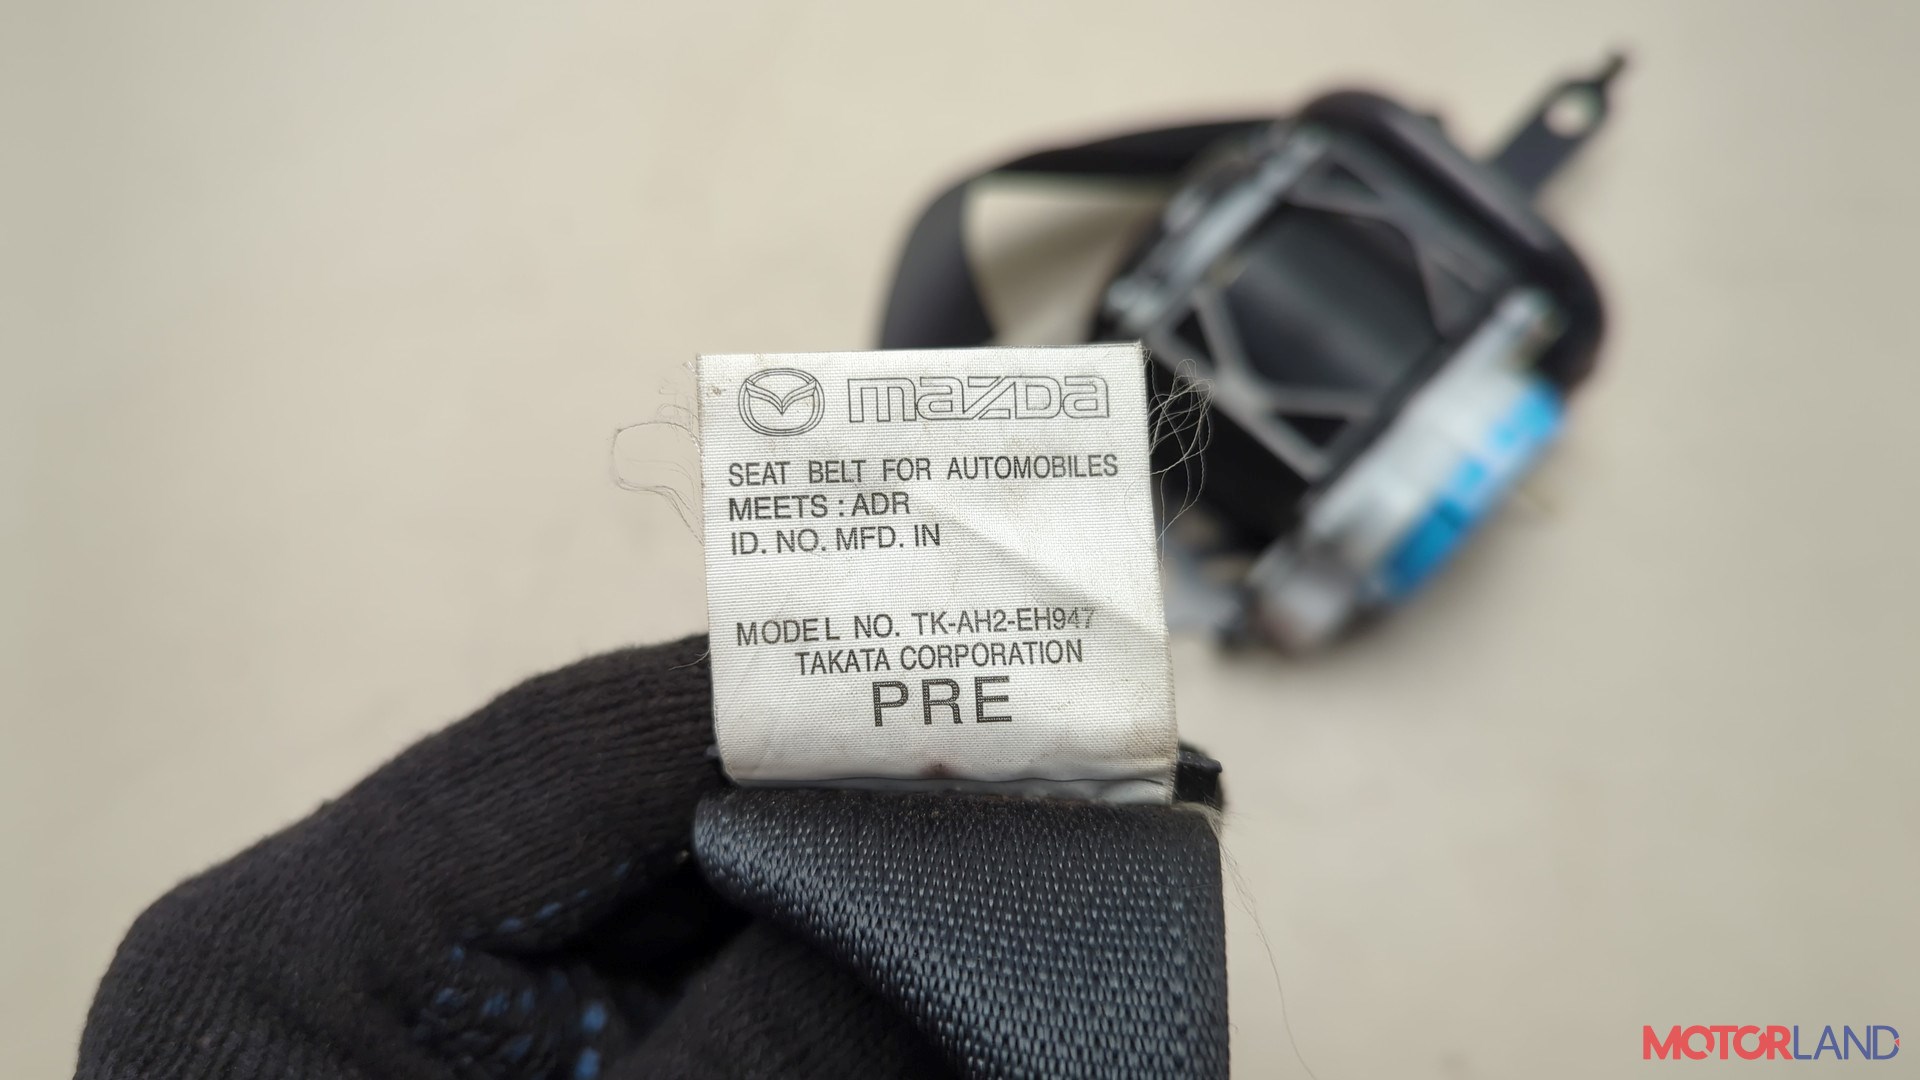 mazda
SEAT BELT FOR AUTOMOBILES
MEETS : ADR
ID. NO. MFD. IN
MODEL NO. TK-AH2-EH947
TAKATA CORPORATION
PRE
MOTORLAND